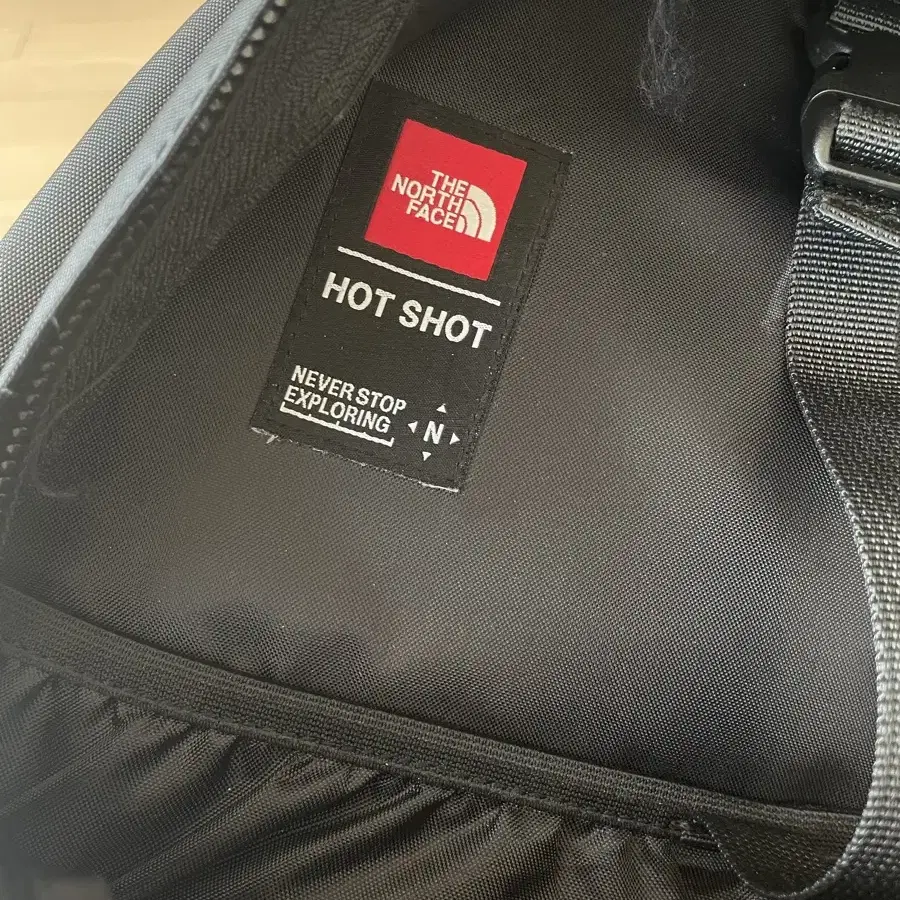 THE
NORTH
FACE
HOT SHOT
NEVER STOP
EXPLORING
N